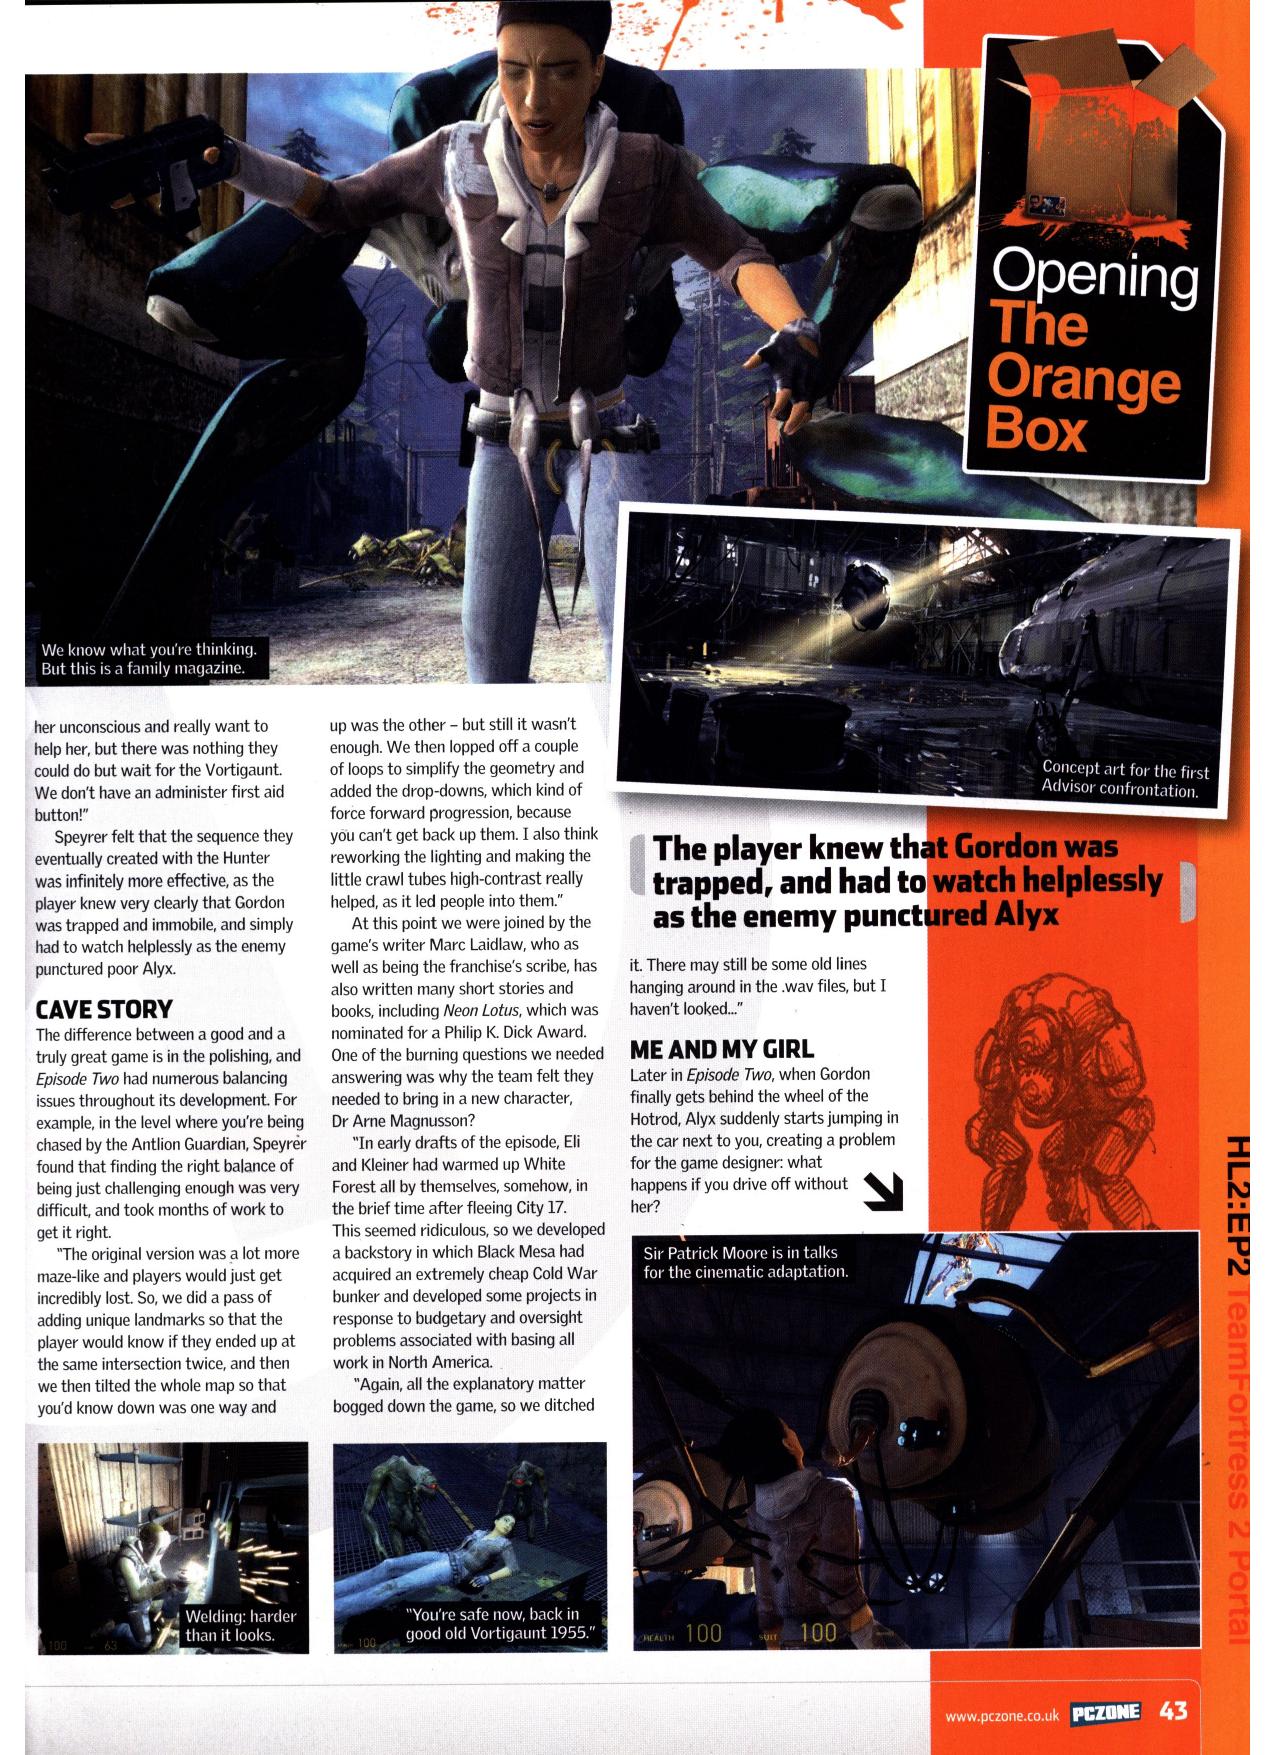 Opening
The
Orange
Box
We know what you're thinking.
But this is a family magazine.
Concept art for the first
Advisor confrontation.
her unconscious and really want to
help her, but there was nothing they
could do but wait for the Vortigaunt.
We don't have an administer first aid
button!"
Speyrer felt that the sequence they
eventually created with the Hunter
was infinitely more effective, as the
player knew very clearly that Gordon
was trapped and immobile, and simply
had to watch helplessly as the enemy
punctured poor Alyx.
CAVE STORY
The difference between a good and a
truly great game is in the polishing, and
Episode Two had numerous balancing
issues throughout its development. For
example, in the level where you're being
chased by the Antlion Guardian, Speyrer
found that finding the right balance of
being just challenging enough was very
difficult, and took months of work to
get it right.
"The original version was a lot more
maze-like and players would just get
incredibly lost. So, we did a pass of
adding unique landmarks so that the
player would know if they ended up at
the same intersection twice, and then
we then tilted the whole map so that
you'd know down was one way and
up was the other – but still it wasn't
enough. We then lopped off a couple
of loops to simplify the geometry and
added the drop-downs, which kind of
force forward progression, because
you can't get back up them. I also think
reworking the lighting and making the
little crawl tubes high-contrast really
helped, as it led people into them."
At this point we were joined by the
game's writer Marc Laidlaw, who as
well as being the franchise's scribe, has
also written many short stories and
books, including Neon Lotus, which was
nominated for a Philip K. Dick Award.
One of the burning questions we needed
answering was why the team felt they
needed to bring in a new character,
Dr Arne Magnusson?
"In early drafts of the episode, Eli
and Kleiner had warmed up White
Forest all by themselves, somehow, in
the brief time after fleeing City 17.
This seemed ridiculous, so we developed
a backstory in which Black Mesa had
acquired an extremely cheap Cold War
bunker and developed some projects in
response to budgetary and oversight
problems associated with basing all
work in North America.
"Again, all the explanatory matter
bogged down the game, so we ditched
The player knew that Gordon was
trapped, and had to watch helplessly
as the enemy punctured Alyx
it. There may still be some old lines
hanging around in the .wav files, but I
haven't looked..."
ME AND MY GIRL
Later in Episode Two, when Gordon
finally gets behind the wheel of the
Hotrod, Alyx suddenly starts jumping in
the car next to you, creating a problem
for the game designer: what
happens if you drive off without
her?
Sir Patrick Moore is in talks
for the cinematic adaptation.
HEALTH 100 SUIT 100
Welding: harder
than it looks.
100 63
"You're safe now, back in
good old Vortigaunt 1955."
100
HL2:EP2 TeamFortress 2 Portal
www.pczone.co.uk PCZONE 43